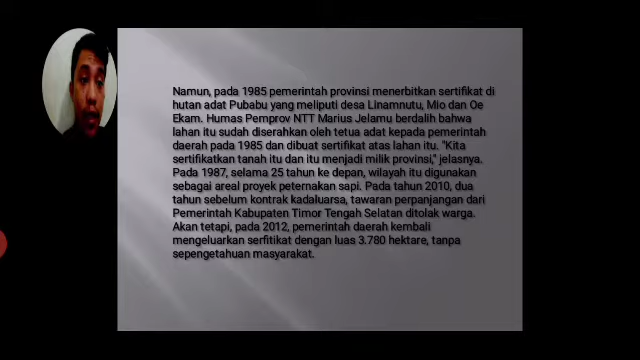 Namun, pada 1985 pemerintah provinsi menerbitkan sertifikat di
hutan adat Pubabu yang meliputi desa Linamnutu, Mio dan Oe
Ekam. Humas Pemprov NTT Marius Jelamu berdalih bahwa
lahan itu sudah diserahkan oleh tetua adat kepada pemerintah
daerah pada 1985 dan dibuat sertifikat atas lahan itu. "Kita
sertifikatkan tanah itu dan itu menjadi milik provinsi," jelasnya.
Pada 1987, selama 25 tahun ke depan, wilayah itu digunakan
sebagai areal proyek peternakan sapi. Pada tahun 2010, dua
tahun sebelum kontrak kadaluarsa, tawaran perpanjangan dari
Pemerintah Kabupaten Timor Tengah Selatan ditolak warga.
Akan tetapi, pada 2012, pemerintah daerah kembali
mengeluarkan serfitikat dengan luas 3.780 hektare, tanpa
sepengetahuan masyarakat.